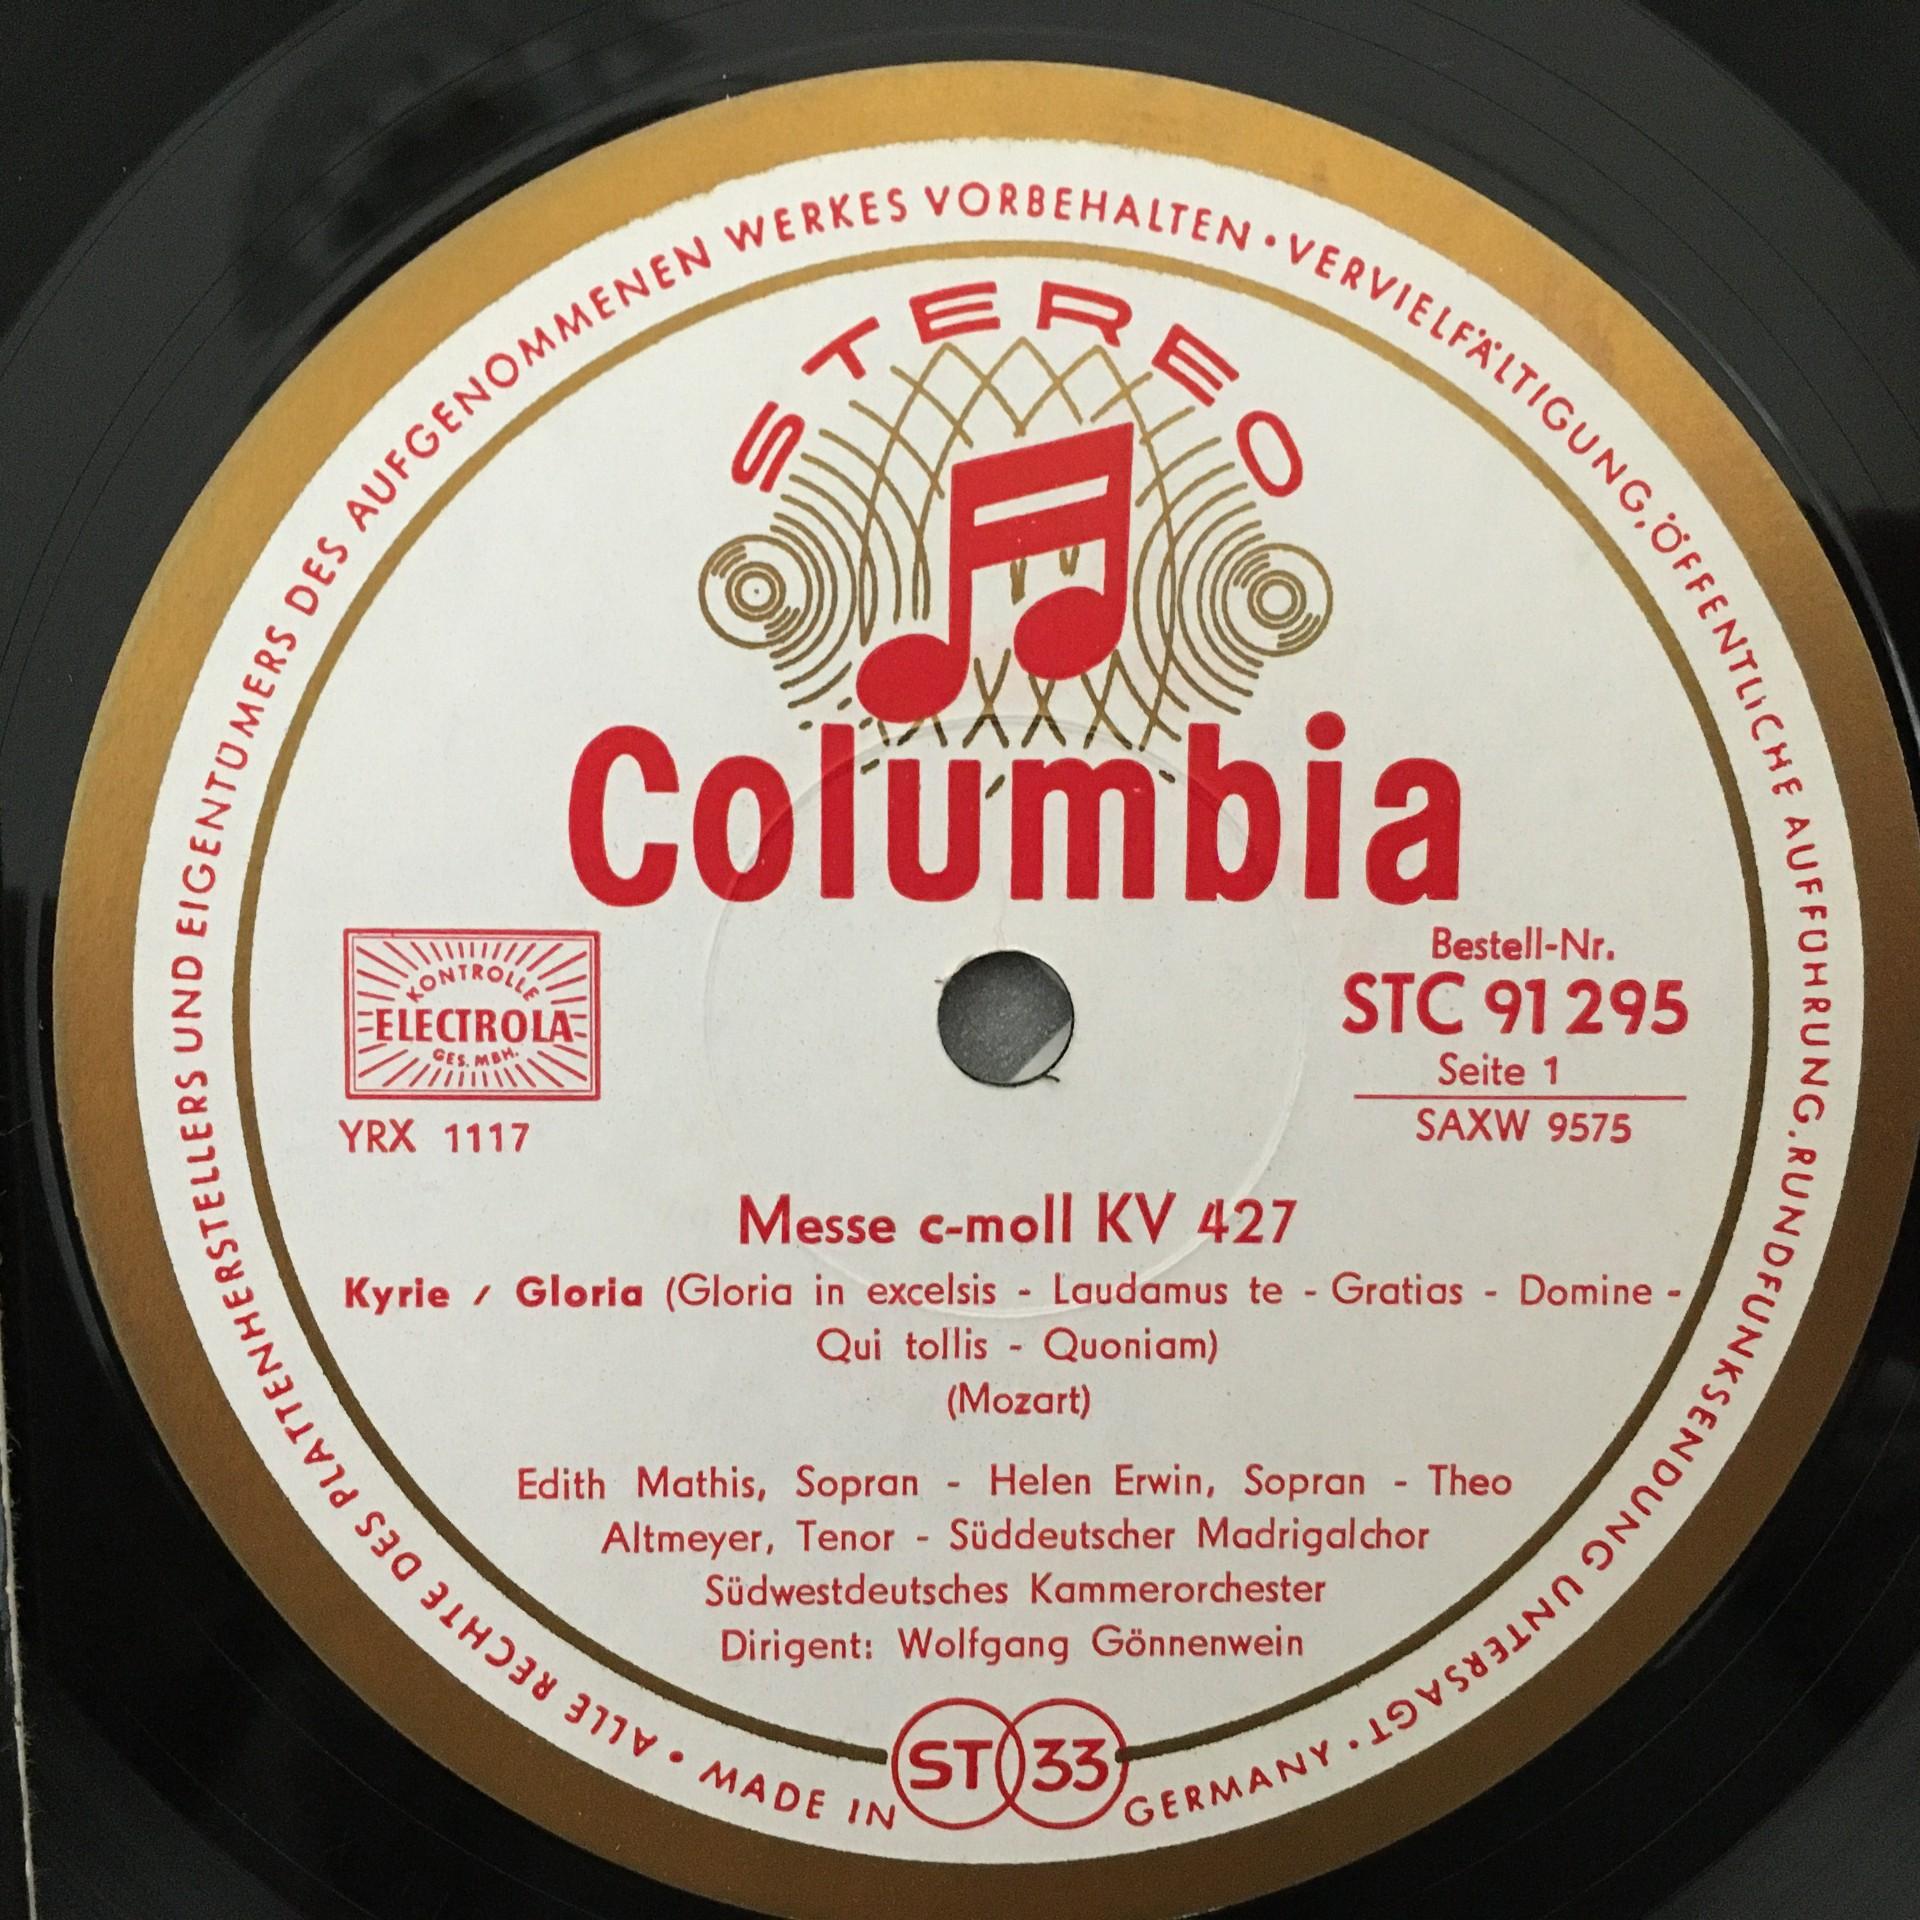 ALLE RECHTE DES PLATTENHERSTELLERS UND EIGENTÜMERS DES AUFGENOMMENEN WERKES VORBEHALTEN • VERVIELFÄLTIGUNG, ÖFFENTLICHE AUFFÜHRUNG, RUNDFUNKSENDUNG UNTERSAGT •
STEREO
Columbia
KONTROLLE
ELECTROLA
GES. MBH.
YRX 1117
Bestell-Nr.
STC 91 295
Seite 1
SAXW 9575
Messe c-moll KV 427
Kyrie / Gloria (Gloria in excelsis - Laudamus te - Gratias - Domine -
Qui tollis - Quoniam)
(Mozart)
Edith Mathis, Sopran - Helen Erwin, Sopran - Theo
Altmeyer, Tenor - Süddeutscher Madrigalchor
Südwestdeutsches Kammerorchester
Dirigent: Wolfgang Gönnenwein
ST 33
• MADE IN GERMANY